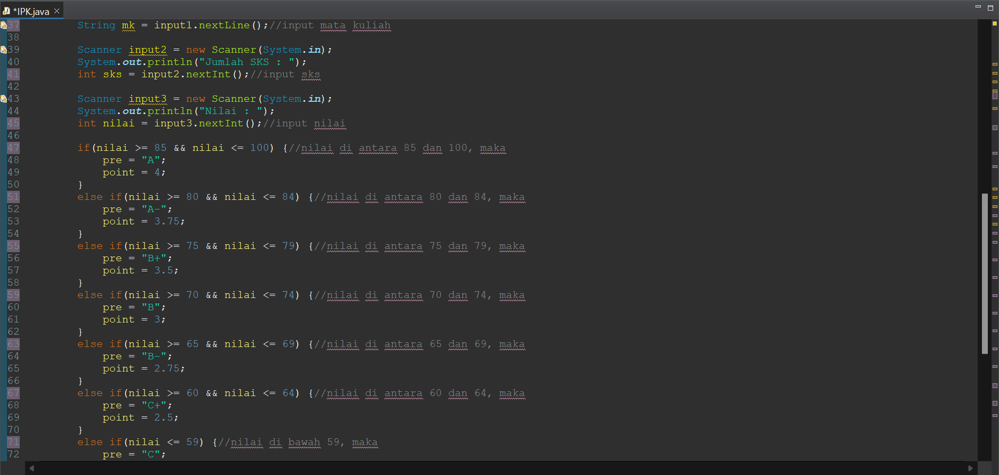 *IPK.java
37 String mk = input1.nextLine();//input mata kuliah
38
39 Scanner input2 = new Scanner(System.in);
40 System.out.println("Jumlah SKS : ");
41 int sks = input2.nextInt();//input sks
42
43 Scanner input3 = new Scanner(System.in);
44 System.out.println("Nilai : ");
45 int nilai = input3.nextInt();//input nilai
46
47 if(nilai >= 85 && nilai <= 100) {//nilai di antara 85 dan 100, maka
48 pre = "A";
49 point = 4;
50 }
51 else if(nilai >= 80 && nilai <= 84) {//nilai di antara 80 dan 84, maka
52 pre = "A-";
53 point = 3.75;
54 }
55 else if(nilai >= 75 && nilai <= 79) {//nilai di antara 75 dan 79, maka
56 pre = "B+";
57 point = 3.5;
58 }
59 else if(nilai >= 70 && nilai <= 74) {//nilai di antara 70 dan 74, maka
60 pre = "B";
61 point = 3;
62 }
63 else if(nilai >= 65 && nilai <= 69) {//nilai di antara 65 dan 69, maka
64 pre = "B-";
65 point = 2.75;
66 }
67 else if(nilai >= 60 && nilai <= 64) {//nilai di antara 60 dan 64, maka
68 pre = "C+";
69 point = 2.5;
70 }
71 else if(nilai <= 59) {//nilai di bawah 59, maka
72 pre = "C";